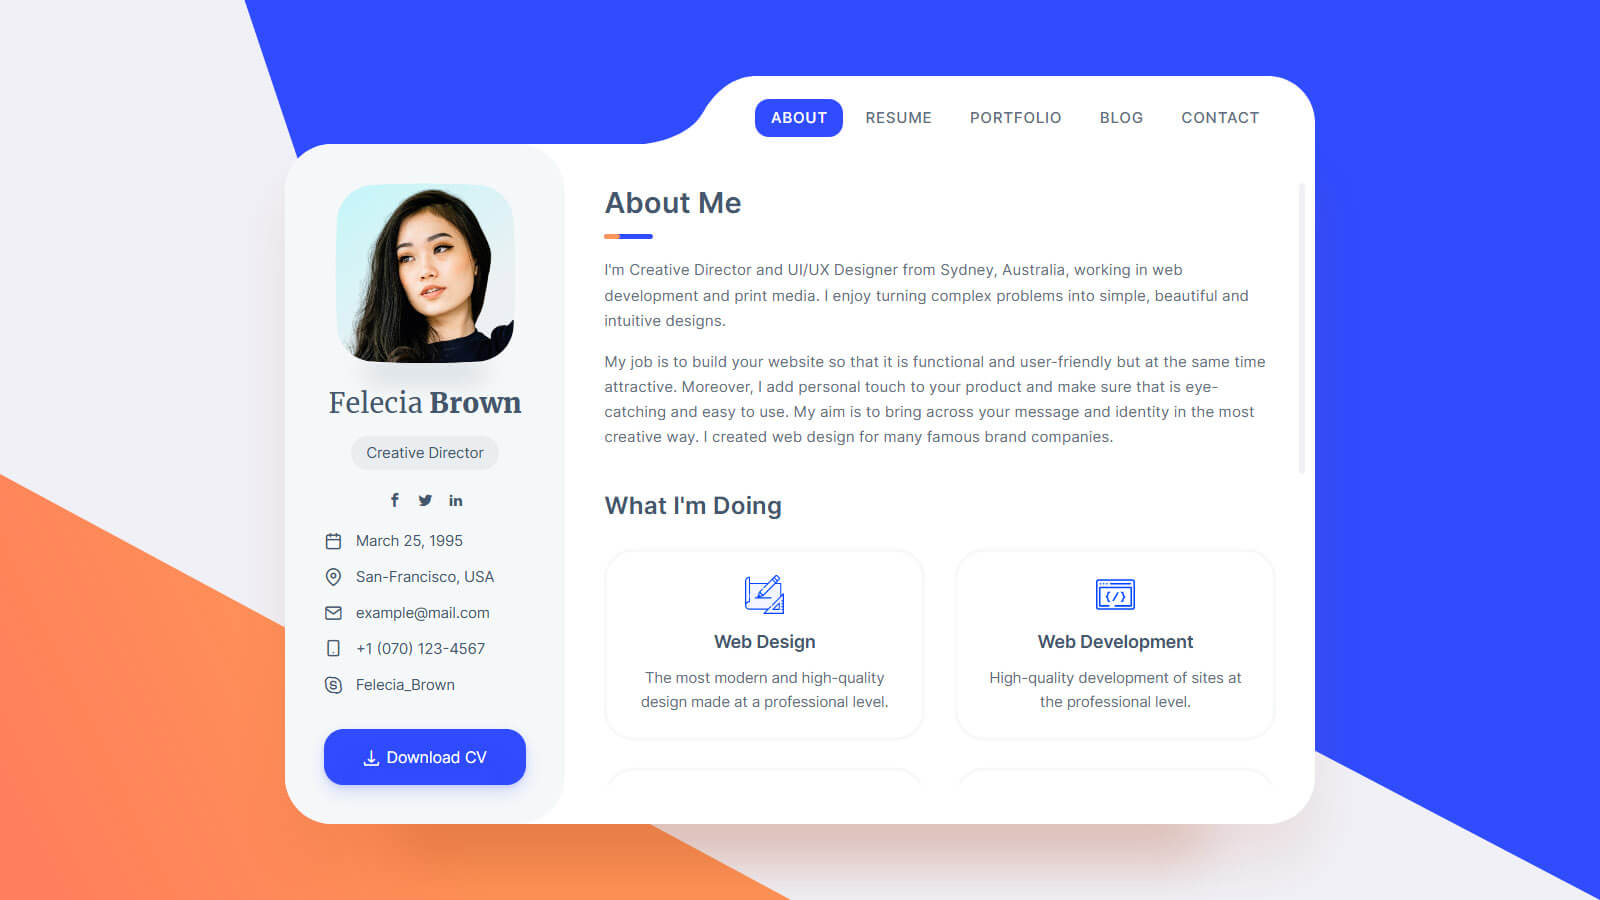 ABOUT RESUME PORTFOLIO BLOG CONTACT
Felecia Brown
Creative Director
March 25, 1995
San-Francisco, USA
example@mail.com
+1 (070) 123-4567
Felecia_Brown
Download CV
About Me
I'm Creative Director and UI/UX Designer from Sydney, Australia, working in web
development and print media. I enjoy turning complex problems into simple, beautiful and
intuitive designs.
My job is to build your website so that it is functional and user-friendly but at the same time
attractive. Moreover, I add personal touch to your product and make sure that is eye-
catching and easy to use. My aim is to bring across your message and identity in the most
creative way. I created web design for many famous brand companies.
What I'm Doing
Web Design
The most modern and high-quality
design made at a professional level.
Web Development
High-quality development of sites at
the professional level.